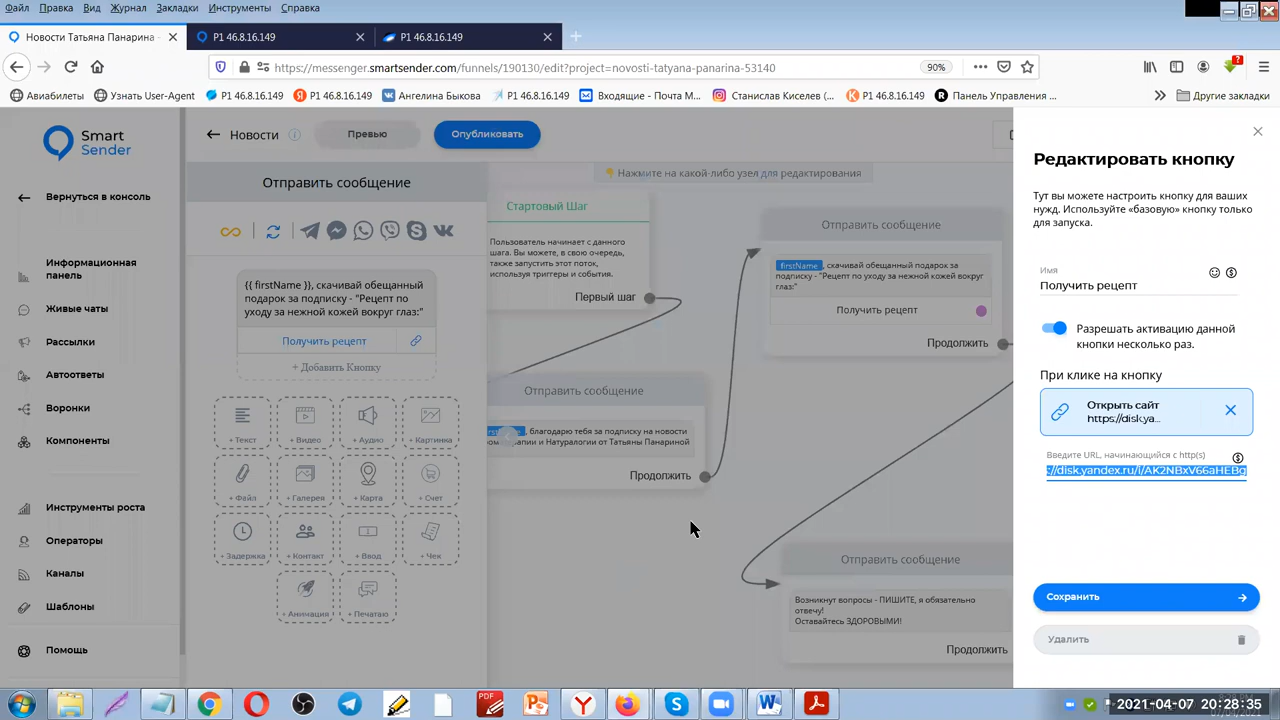 Файл Правка Вид Журнал Закладки Инструменты Справка
Новости Татьяна Панарина -
P1 46.8.16.149
P1 46.8.16.149
https://messenger.smartsender.com/funnels/190130/edit?project=novosti-tatyana-panarina-53140
90%
Авиабилеты
Узнать User-Agent
P1 46.8.16.149
P1 46.8.16.149
Ангелина Быкова
P1 46.8.16.149
Входящие - Почта M...
Станислав Киселев (...
P1 46.8.16.149
Панель Управления ...
Другие закладки
Smart
Sender
Вернуться в консоль
Информационная
панель
Живые чаты
Рассылки
Автоответы
Воронки
Компоненты
Инструменты роста
Операторы
Каналы
Шаблоны
Помощь
Новости
Превью
Опубликовать
Отправить сообщение
{{ firstName }}, скачивай обещанный
подарок за подписку - "Рецепт по
уходу за нежной кожей вокруг
глаз:"
Получить рецепт
+ Добавить Кнопку
+ Текст
+ Видео
+ Аудио
+ Картинка
+ Файл
+ Галерея
+ Карта
+ Счет
+ Задержка
+ Контакт
+ Ввод
+ Чек
+ Анимация
+ Печатаю
Нажмите на какой-либо узел для редактирования
Стартовый Шаг
Пользователь начинает с данного
шага. Вы можете, в свою очередь,
также запустить этот поток,
используя триггеры и события.
Первый шаг
Отправить сообщение
, благодарю тебя за подписку на новости
и Натуралогии от Татьяны Панариной
Продолжить
Отправить сообщение
firstName , скачивай обещанный подарок за
подписку - "Рецепт по уходу за нежной кожей вокруг
глаз:"
Получить рецепт
Продолжить
Отправить сообщение
Возникнут вопросы - ПИШИТЕ, я обязательно
отвечу!
Оставайтесь ЗДОРОВЫМИ!
Продолжить
Редактировать кнопку
Тут вы можете настроить кнопку для ваших
нужд. Используйте «базовую» кнопку только
для запуска.
Имя
Получить рецепт
Разрешать активацию данной
кнопки несколько раз.
При клике на кнопку
Открыть сайт
https://disk.ya...
Введите URL, начинающийся с http(s)
://disk.yandex.ru/i/AK2NBxV66aHEBg
Сохранить
Удалить
2021-04-07 20:28:35